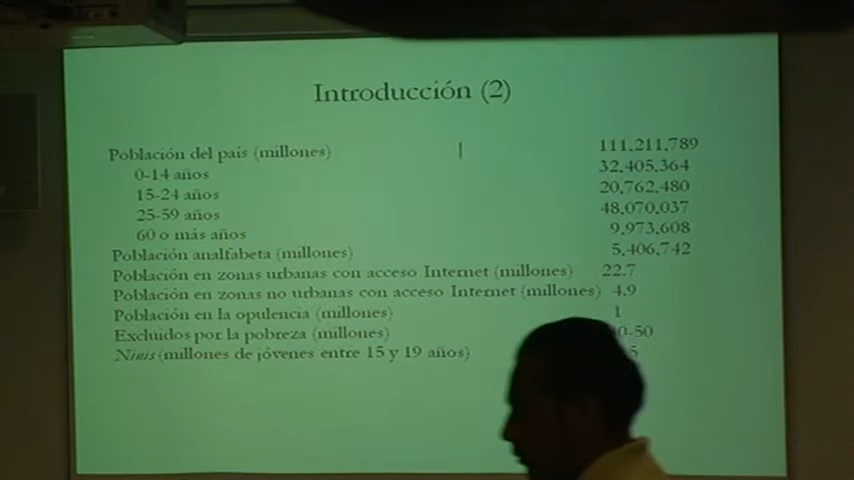 Introducción (2)
Población del país (millones) 111,211,789
0-14 años 32,405,364
15-24 años 20,762,480
25-59 años 48,070,037
60 o más años 9,973,608
Población analfabeta (millones) 5,406,742
Población en zonas urbanas con acceso Internet (millones) 22.7
Población en zonas no urbanas con acceso Internet (millones) 4.9
Población en la opulencia (millones) 1
Excluidos por la pobreza (millones)
Ninis (millones de jóvenes entre 15 y 19 años)